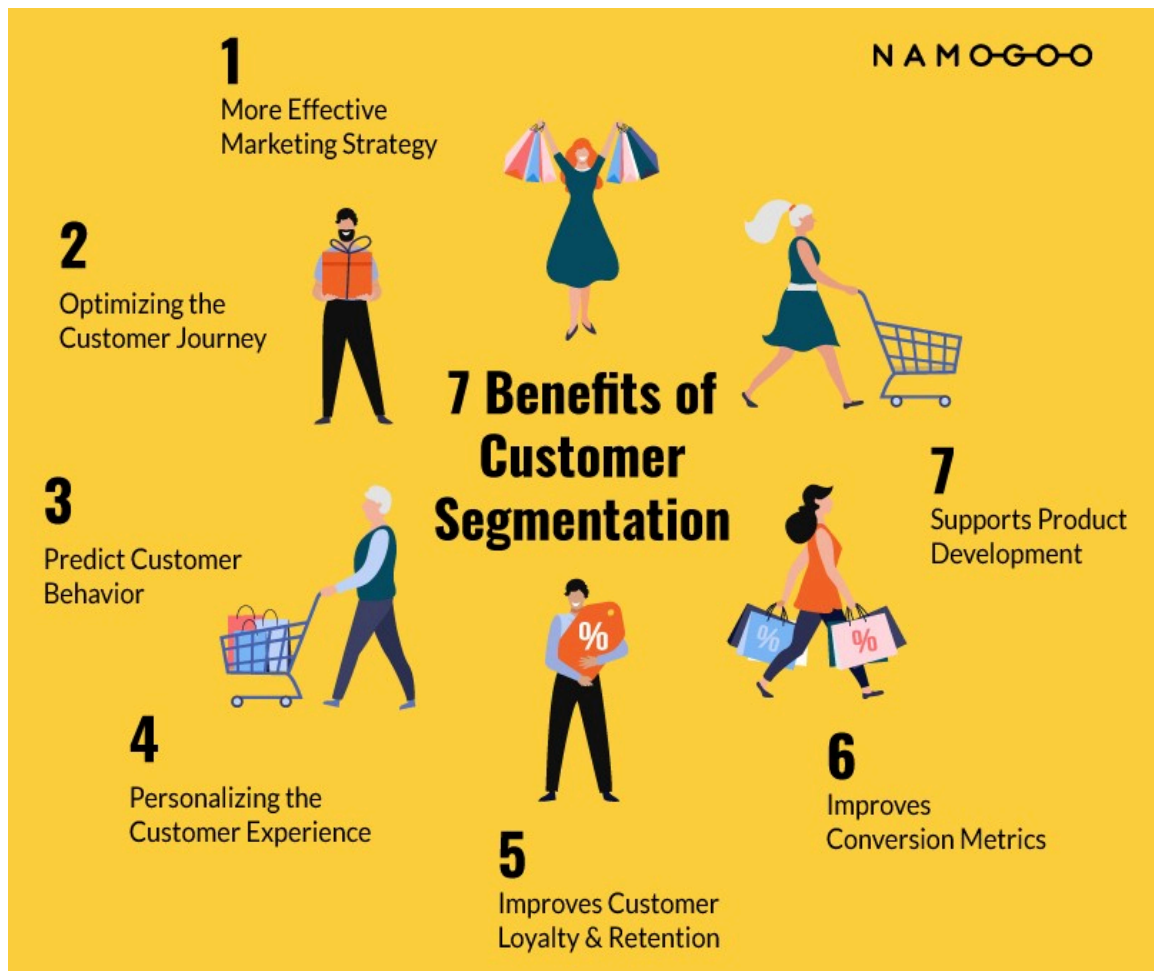 NAMOGOO
1
More Effective
Marketing Strategy
2
Optimizing the
Customer Journey
7 Benefits of
Customer
Segmentation
3
Predict Customer
Behavior
4
Personalizing the
Customer Experience
%
5
Improves Customer
Loyalty & Retention
%
%
6
Improves
Conversion Metrics
7
Supports Product
Development